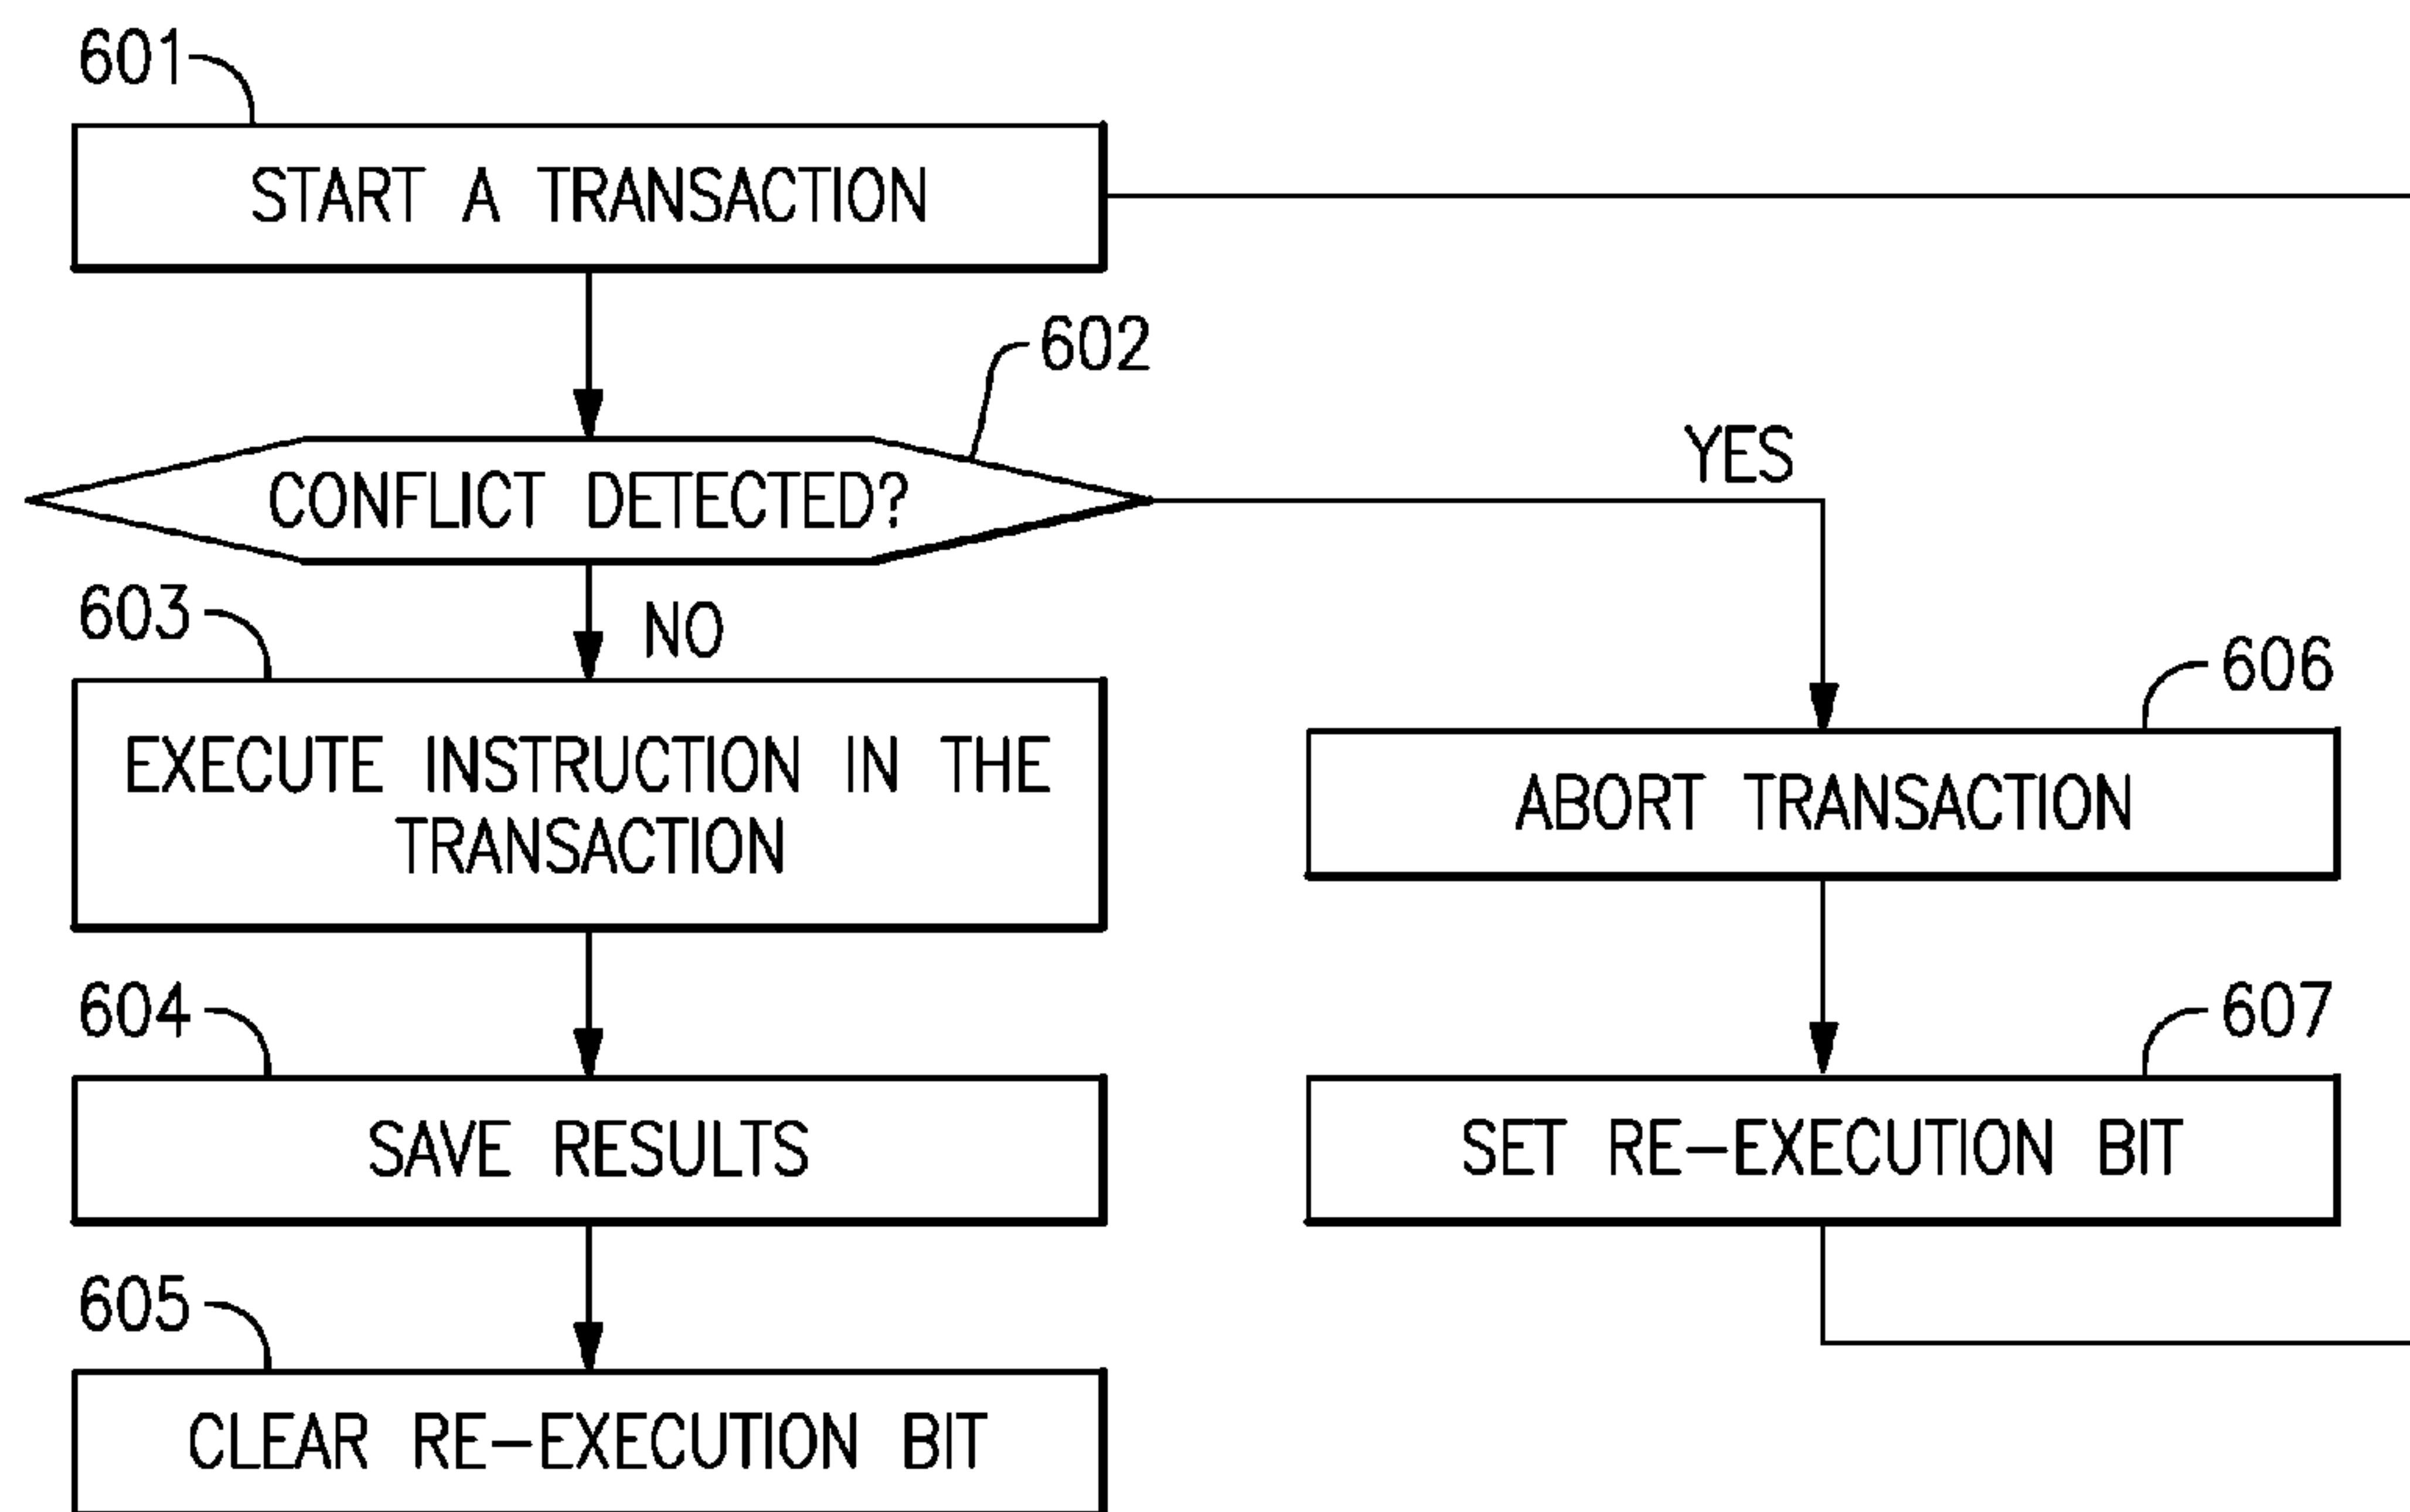 601
START A TRANSACTION
602
CONFLICT DETECTED?
YES
NO
603
EXECUTE INSTRUCTION IN THE
TRANSACTION
606
ABORT TRANSACTION
604
SAVE RESULTS
607
SET RE-EXECUTION BIT
605
CLEAR RE-EXECUTION BIT